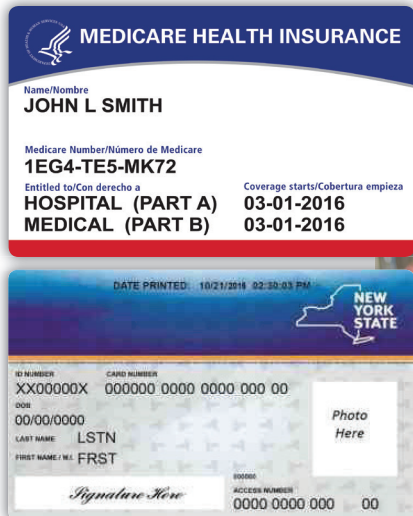 MEDICARE HEALTH INSURANCE
Name/Nombre
JOHN L SMITH
Medicare Number/Número de Medicare
1EG4-TE5-MK72
Entitled to/Con derecho a Coverage starts/Cobertura empieza
HOSPITAL (PART A) 03-01-2016
MEDICAL (PART B) 03-01-2016
DATE PRINTED: 10/21/2016 02:30:03 PM
NEW
YORK
STATE
ID NUMBER CARD NUMBER
XX00000X 000000 0000 0000 000 00
DOB
00/00/0000
LAST NAME LSTN
FIRST NAME / M.I. FRST
Photo
Here
Signature Here
000000
ACCESS NUMBER
0000 0000 000 00